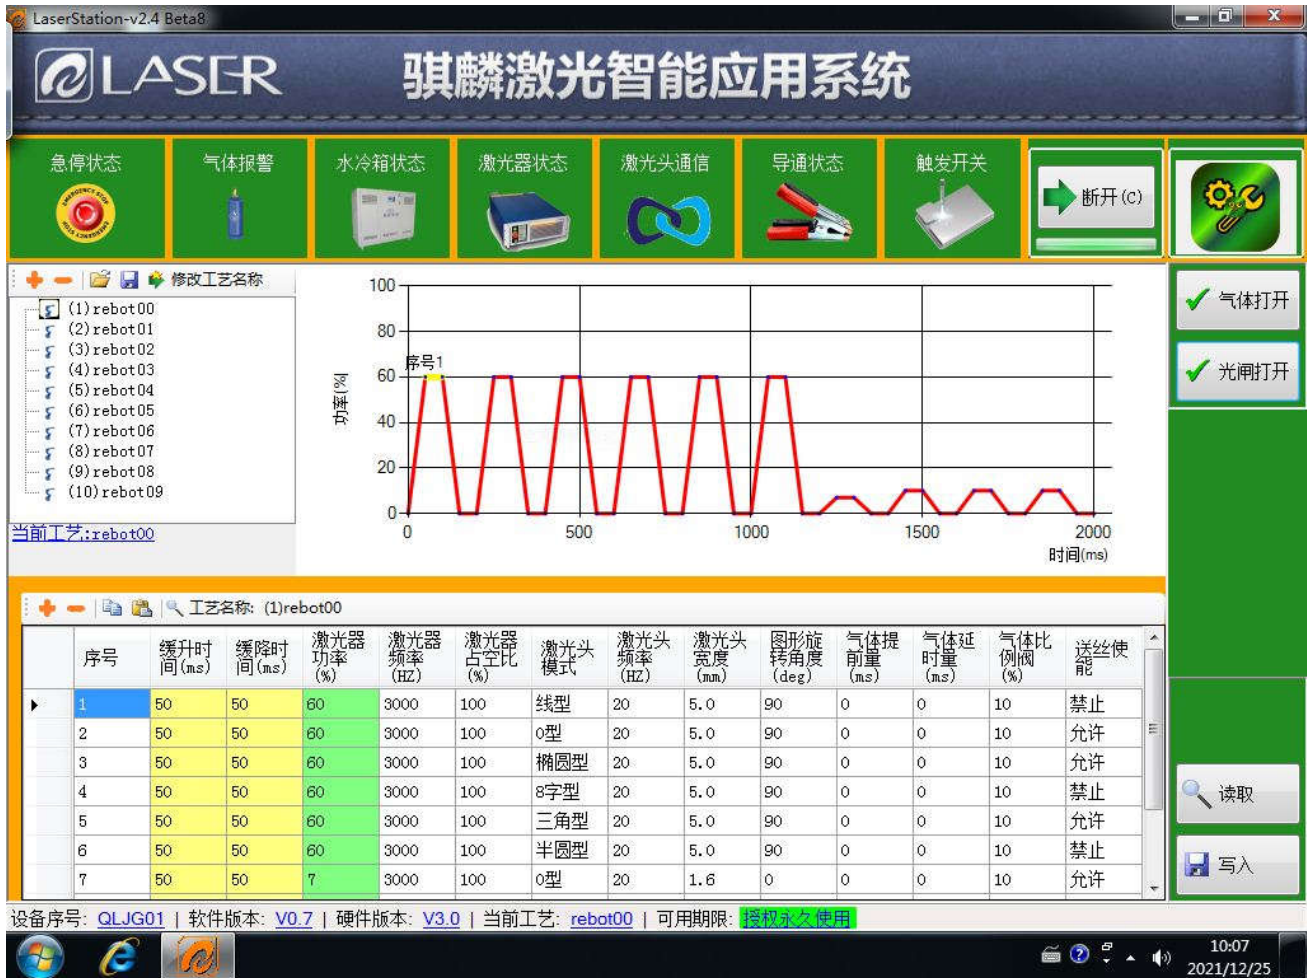 LaserStation-v2.4 Beta8
LASER 骐麟激光智能应用系统
急停状态 气体报警 水冷箱状态 激光器状态 激光头通信 导通状态 触发开关 断开(C)
修改工艺名称
(1)rebot00
(2)rebot01
(3)rebot02
(4)rebot03
(5)rebot04
(6)rebot05
(7)rebot06
(8)rebot07
(9)rebot08
(10)rebot09
当前工艺:rebot00
功率(%)
100
80
60
40
20
0
序号1
0 500 1000 1500 2000
时间(ms)
气体打开
光闸打开
工艺名称: (1)rebot00
序号 缓升时间(ms) 缓降时间(ms) 激光器功率(%) 激光器频率(HZ) 激光器占空比(%) 激光头模式 激光头频率(HZ) 激光头宽度(mm) 图形旋转角度(deg) 气体提前量(ms) 气体延时量(ms) 气体比例阀(%) 送丝使能
1 50 50 60 3000 100 线型 20 5.0 90 0 0 10 禁止
2 50 50 60 3000 100 0型 20 5.0 90 0 0 10 允许
3 50 50 60 3000 100 椭圆型 20 5.0 90 0 0 10 允许
4 50 50 60 3000 100 8字型 20 5.0 90 0 0 10 禁止
5 50 50 60 3000 100 三角型 20 5.0 90 0 0 10 允许
6 50 50 60 3000 100 半圆型 20 5.0 90 0 0 10 禁止
7 50 50 7 3000 100 0型 20 1.6 0 0 0 10 允许
读取
写入
设备序号: QLJG01 | 软件版本: V0.7 | 硬件版本: V3.0 | 当前工艺: rebot00 | 可用期限: 授权永久使用
10:07
2021/12/25